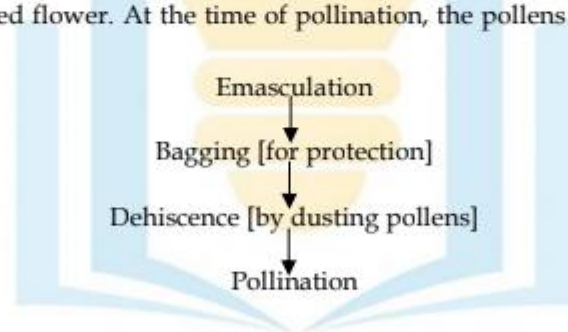 ed flower. At the time of pollination, the pollens
Emasculation
Bagging [for protection]
Dehiscence [by dusting pollens]
Pollination